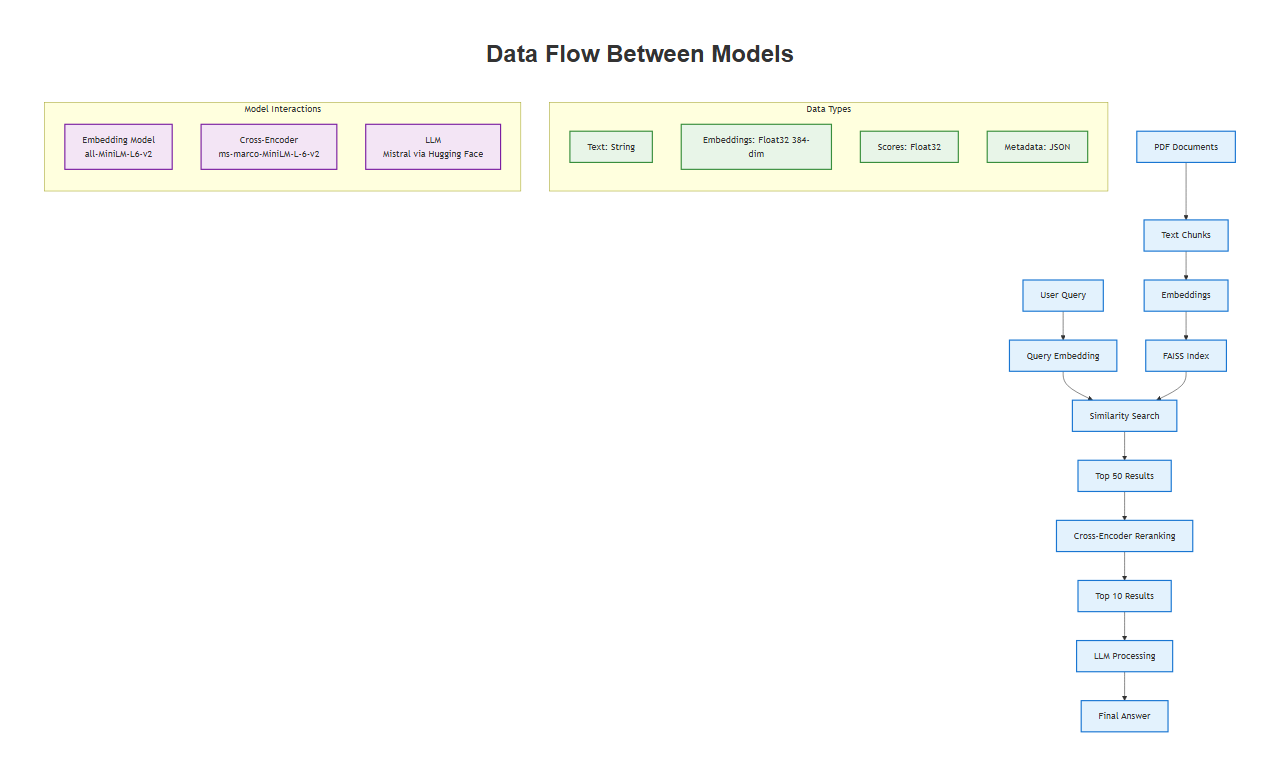 Data Flow Between Models
Model Interactions
Embedding Model
all-MiniLM-L6-v2
Cross-Encoder
ms-marco-MiniLM-L-6-v2
LLM
Mistral via Hugging Face
Data Types
Text: String
Embeddings: Float32 384-
dim
Scores: Float32
Metadata: JSON
PDF Documents
Text Chunks
User Query
Embeddings
Query Embedding
FAISS Index
Similarity Search
Top 50 Results
Cross-Encoder Reranking
Top 10 Results
LLM Processing
Final Answer